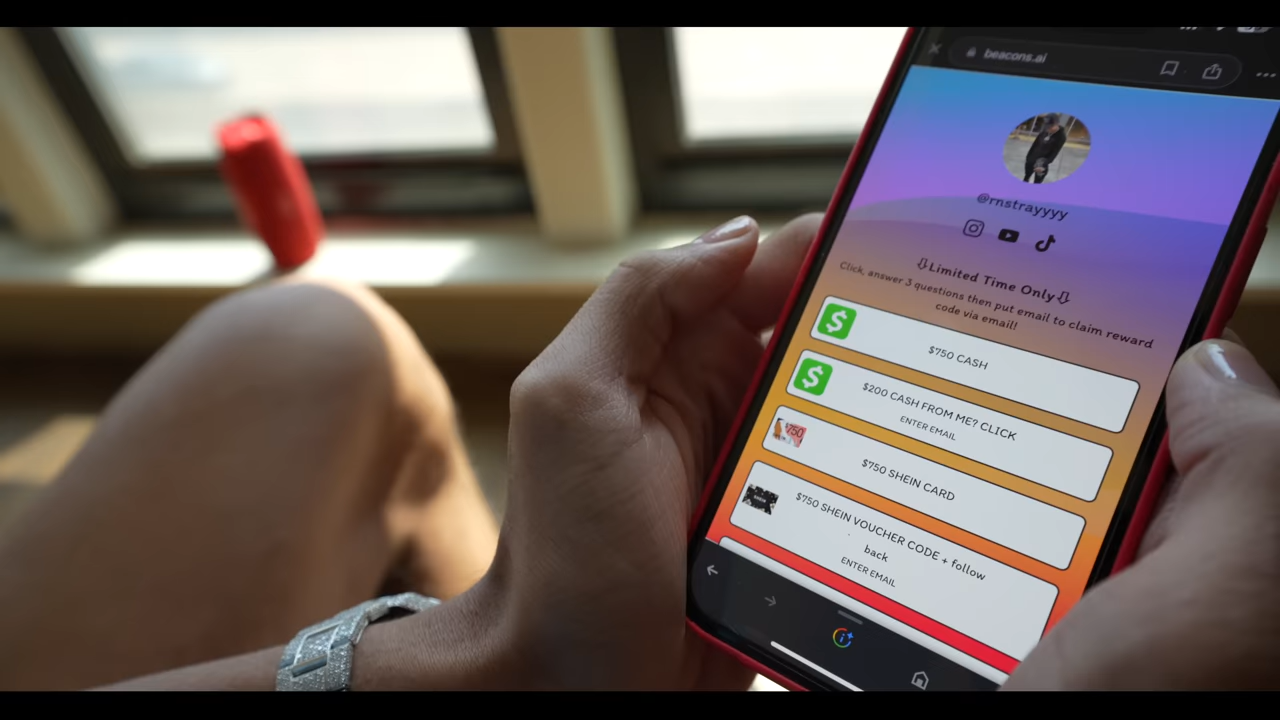 beacons.ai
@rnstrayyyy
⇩Limited Time Only⇩
Click, answer 3 questions then put email to claim reward
code via email!
$750 CASH
$200 CASH FROM ME? CLICK
ENTER EMAIL
$750
$750 SHEIN CARD
$750 SHEIN VOUCHER CODE + follow
back
ENTER EMAIL